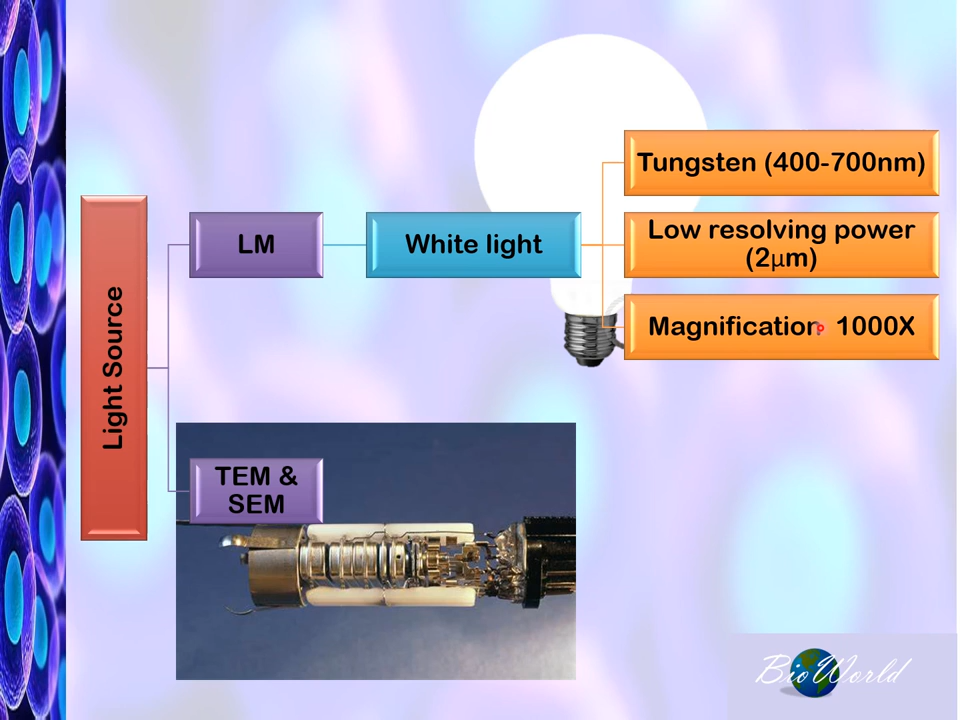 Light Source
LM
White light
Tungsten (400-700nm)
Low resolving power
(2μm)
Magnification: 1000X
TEM &
SEM
BioWorld